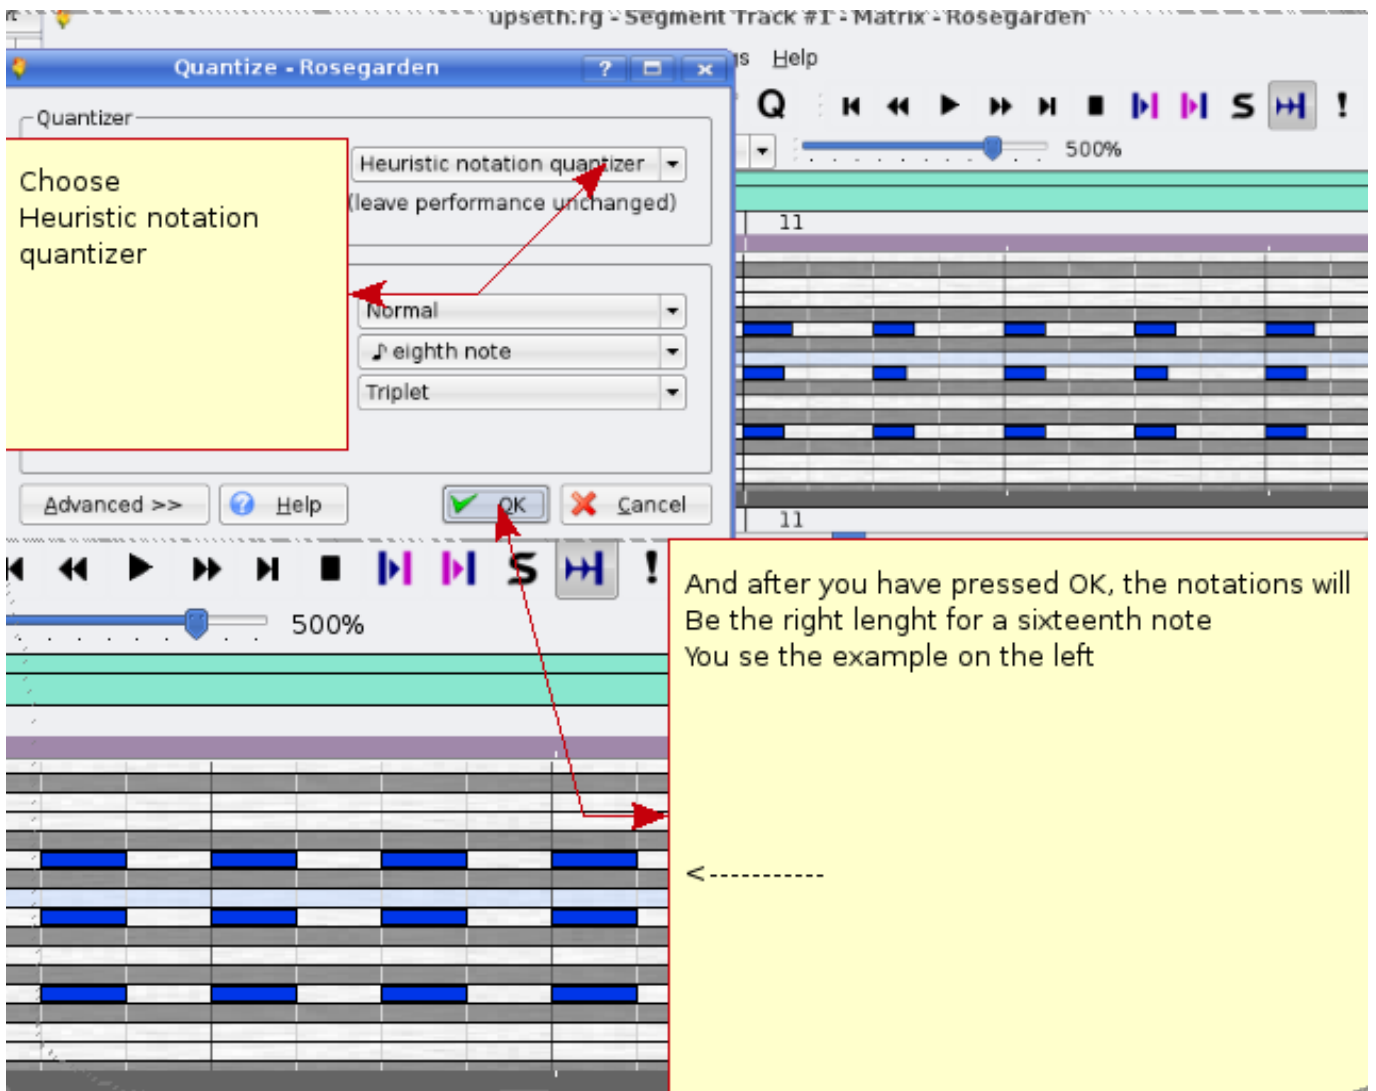 upseth.rg - Segment Track #1 - Matrix - Rosegarden
Quantize - Rosegarden
Help
Quantizer
Q
S
!
Heuristic notation quantizer
500%
(leave performance unchanged)
Choose
Heuristic notation
quantizer
11
Normal
eighth note
Triplet
Advanced >>
Help
OK
Cancel
11
S
!
500%
And after you have pressed OK, the notations will
Be the right lenght for a sixteenth note
You se the example on the left
<-----------